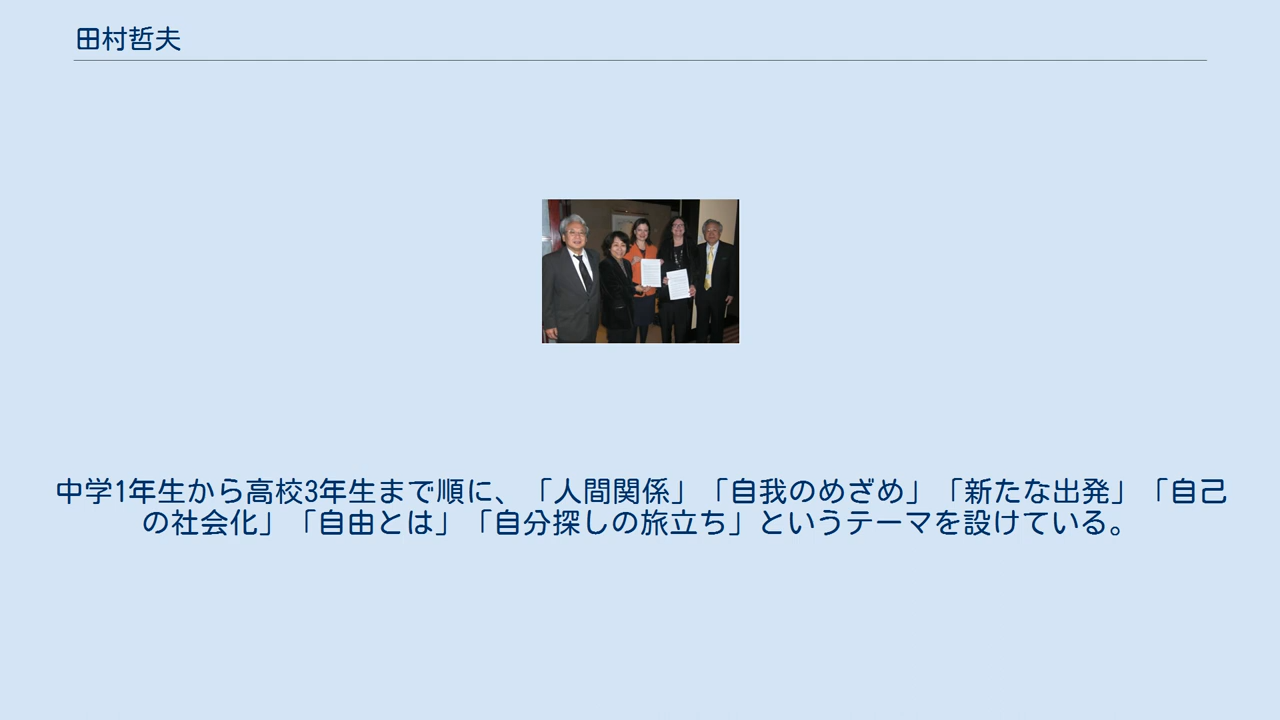 田村哲夫
中学1年生から高校3年生まで順に、「人間関係」「自我のめざめ」「新たな出発」「自己
の社会化」「自由とは」「自分探しの旅立ち」というテーマを設けている。